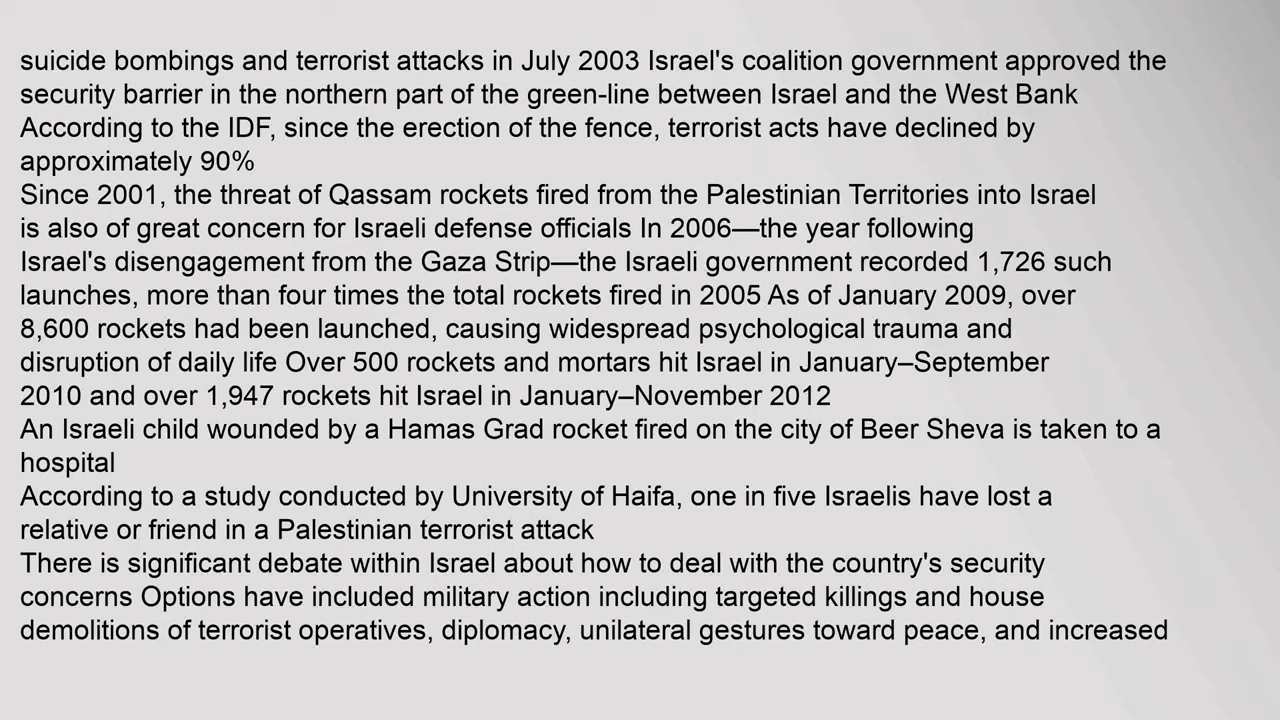 suicide bombings and terrorist attacks in July 2003 Israel's coalition government approved the
security barrier in the northern part of the green-line between Israel and the West Bank
According to the IDF, since the erection of the fence, terrorist acts have declined by
approximately 90%
Since 2001, the threat of Qassam rockets fired from the Palestinian Territories into Israel
is also of great concern for Israeli defense officials In 2006—the year following
Israel's disengagement from the Gaza Strip—the Israeli government recorded 1,726 such
launches, more than four times the total rockets fired in 2005 As of January 2009, over
8,600 rockets had been launched, causing widespread psychological trauma and
disruption of daily life Over 500 rockets and mortars hit Israel in January–September
2010 and over 1,947 rockets hit Israel in January–November 2012
An Israeli child wounded by a Hamas Grad rocket fired on the city of Beer Sheva is taken to a
hospital
According to a study conducted by University of Haifa, one in five Israelis have lost a
relative or friend in a Palestinian terrorist attack
There is significant debate within Israel about how to deal with the country's security
concerns Options have included military action including targeted killings and house
demolitions of terrorist operatives, diplomacy, unilateral gestures toward peace, and increased